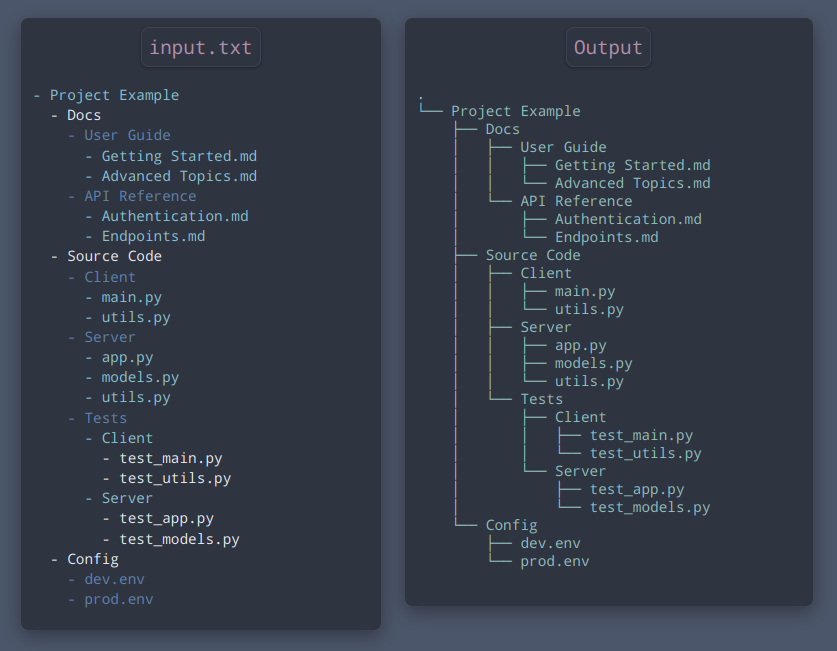 input.txt
- Project Example
  - Docs
    - User Guide
      - Getting Started.md
      - Advanced Topics.md
    - API Reference
      - Authentication.md
      - Endpoints.md
  - Source Code
    - Client
      - main.py
      - utils.py
    - Server
      - app.py
      - models.py
      - utils.py
    - Tests
      - Client
        - test_main.py
        - test_utils.py
      - Server
        - test_app.py
        - test_models.py
  - Config
    - dev.env
    - prod.env
Output
.
└── Project Example
    ├── Docs
    │   ├── User Guide
    │   │   ├── Getting Started.md
    │   │   └── Advanced Topics.md
    │   └── API Reference
    │       ├── Authentication.md
    │       └── Endpoints.md
    ├── Source Code
    │   ├── Client
    │   │   ├── main.py
    │   │   └── utils.py
    │   ├── Server
    │   │   ├── app.py
    │   │   ├── models.py
    │   │   └── utils.py
    │   └── Tests
    │       ├── Client
    │       │   ├── test_main.py
    │       │   └── test_utils.py
    │       └── Server
    │           ├── test_app.py
    │           └── test_models.py
    └── Config
        ├── dev.env
        └── prod.env